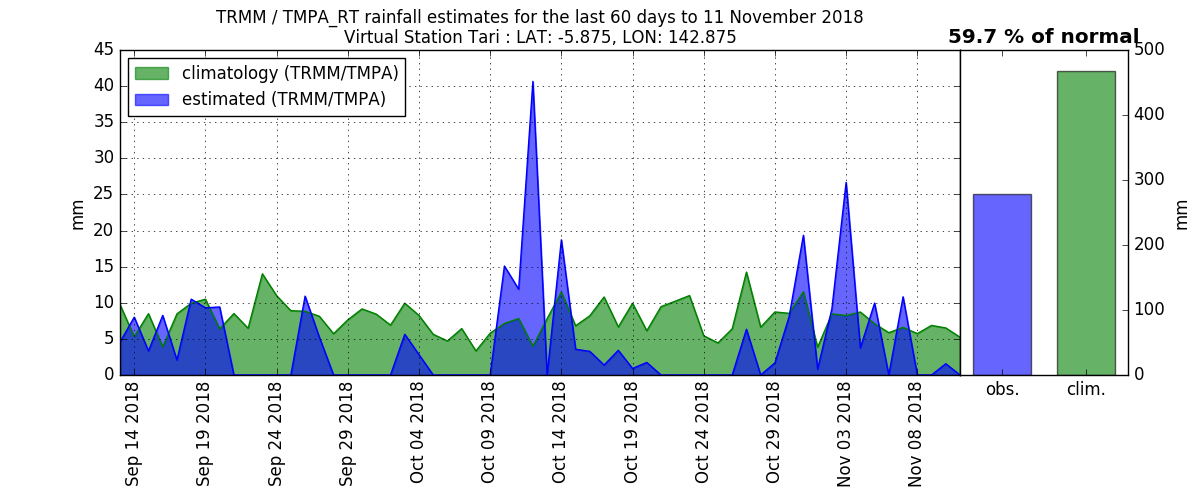 TRMM / TMPA_RT rainfall estimates for the last 60 days to 11 November 2018
Virtual Station Tari : LAT: -5.875, LON: 142.875
59.7 % of normal
climatology (TRMM/TMPA)
estimated (TRMM/TMPA)
mm
45
40
35
30
25
20
15
10
5
0
Sep 14 2018
Sep 19 2018
Sep 24 2018
Sep 29 2018
Oct 04 2018
Oct 09 2018
Oct 14 2018
Oct 19 2018
Oct 24 2018
Oct 29 2018
Nov 03 2018
Nov 08 2018
obs.
clim.
500
400
300
200
100
0
mm